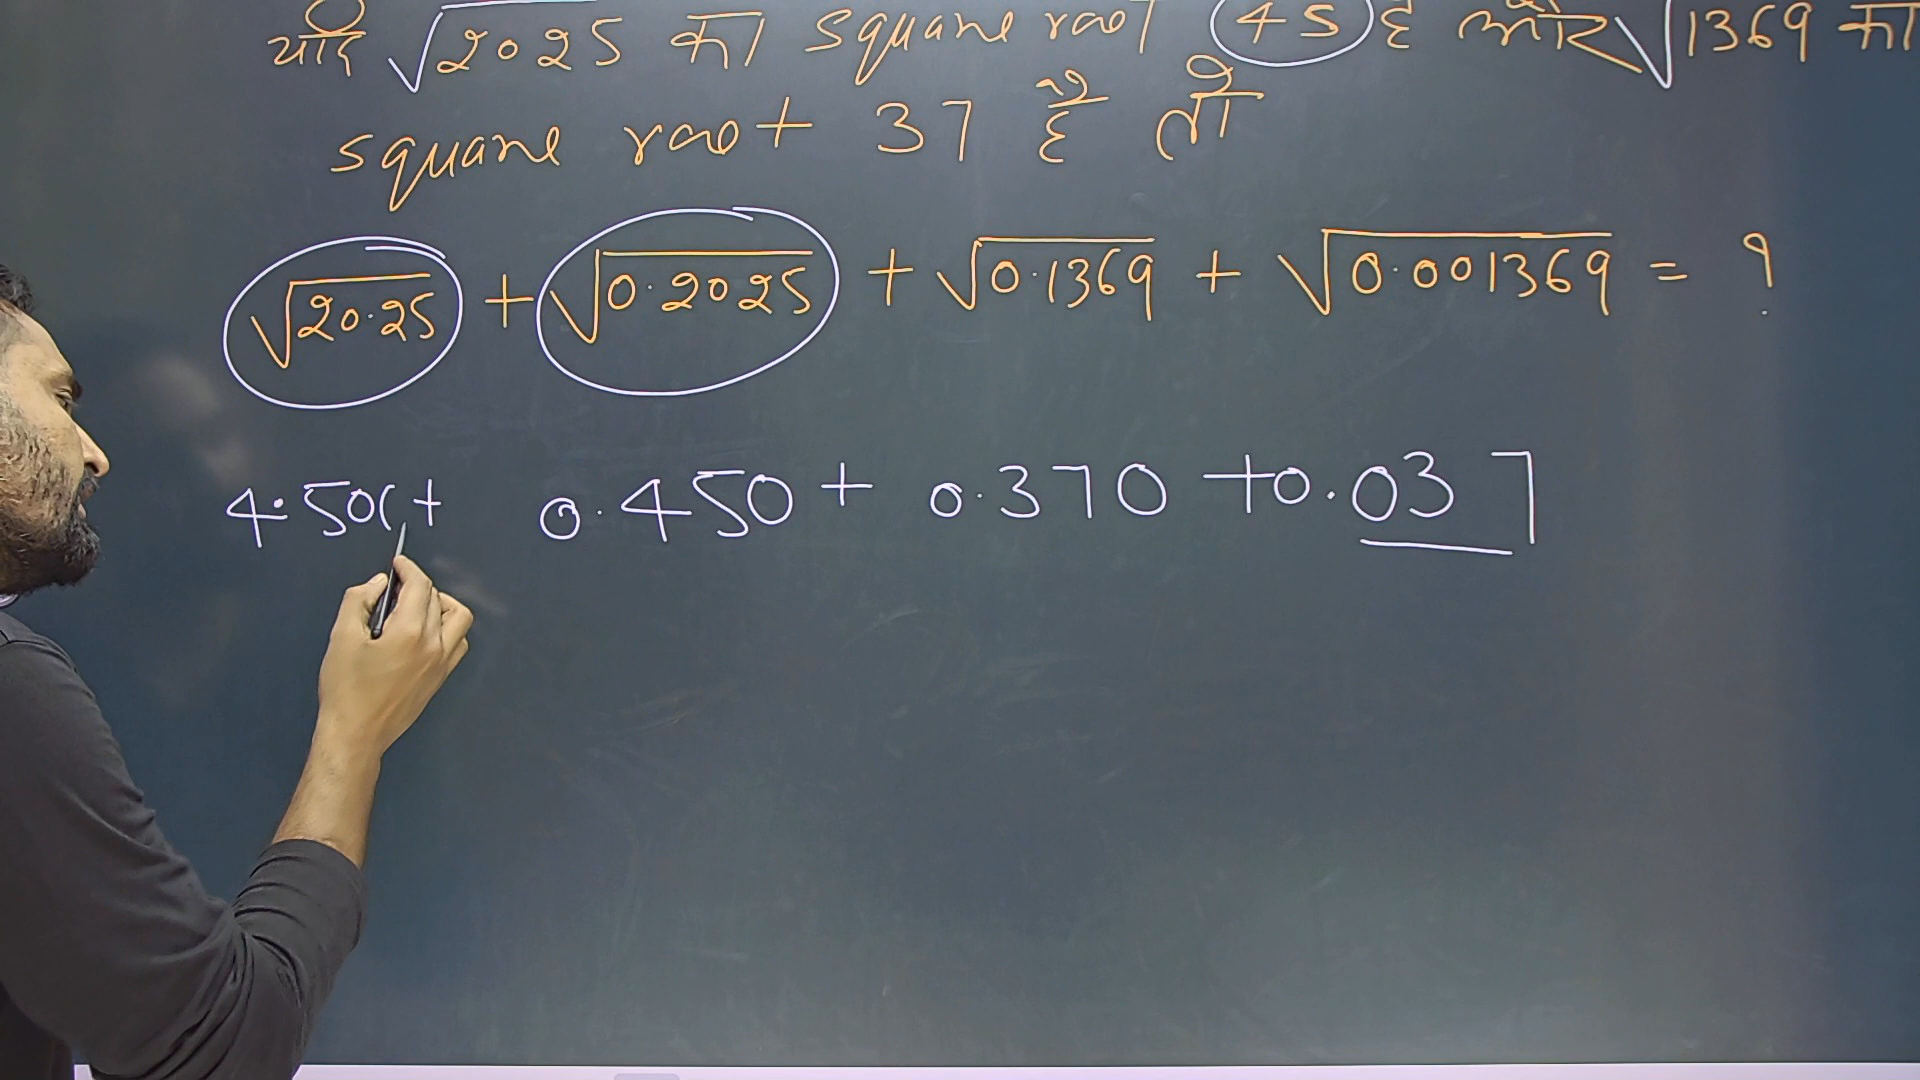 यदि √2025 का square root 45 है और √1369 का
square root 37 है तो
√20.25 + √0.2025 + √0.1369 + √0.001369 = ?
4.500+ 0.450 + 0.370 + 0.037